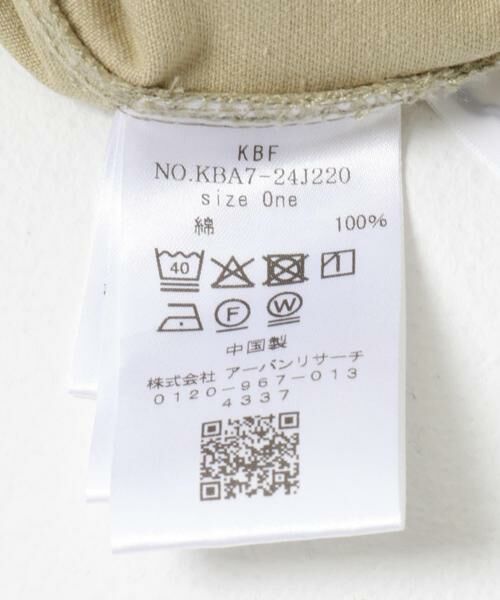 KBF
NO.KBA7-24J220
size One
綿 100%
40
F W
中国製
株式会社 アーバンリサーチ
0120-967-013
4337